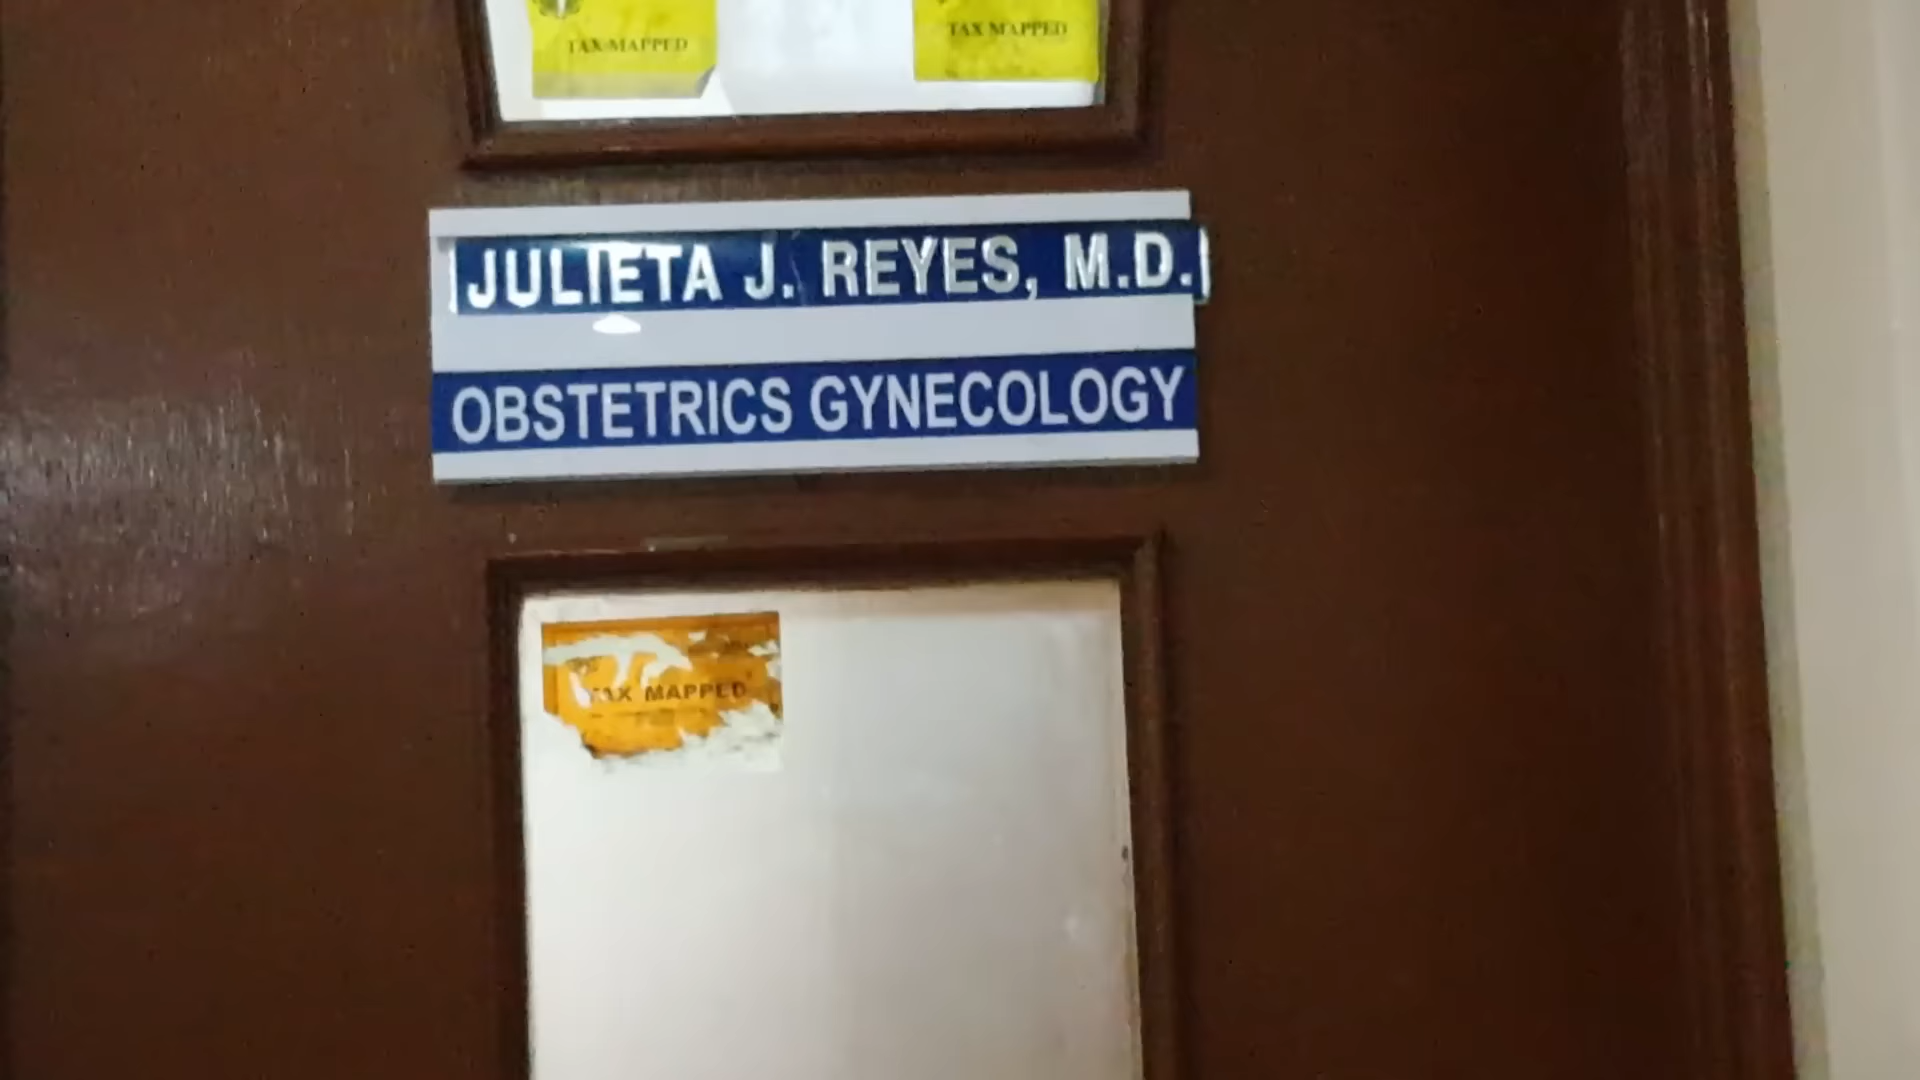 TAX MAPPED
TAX MAPPED
JULIETA J. REYES, M.D.
OBSTETRICS GYNECOLOGY
TAX MAPPED